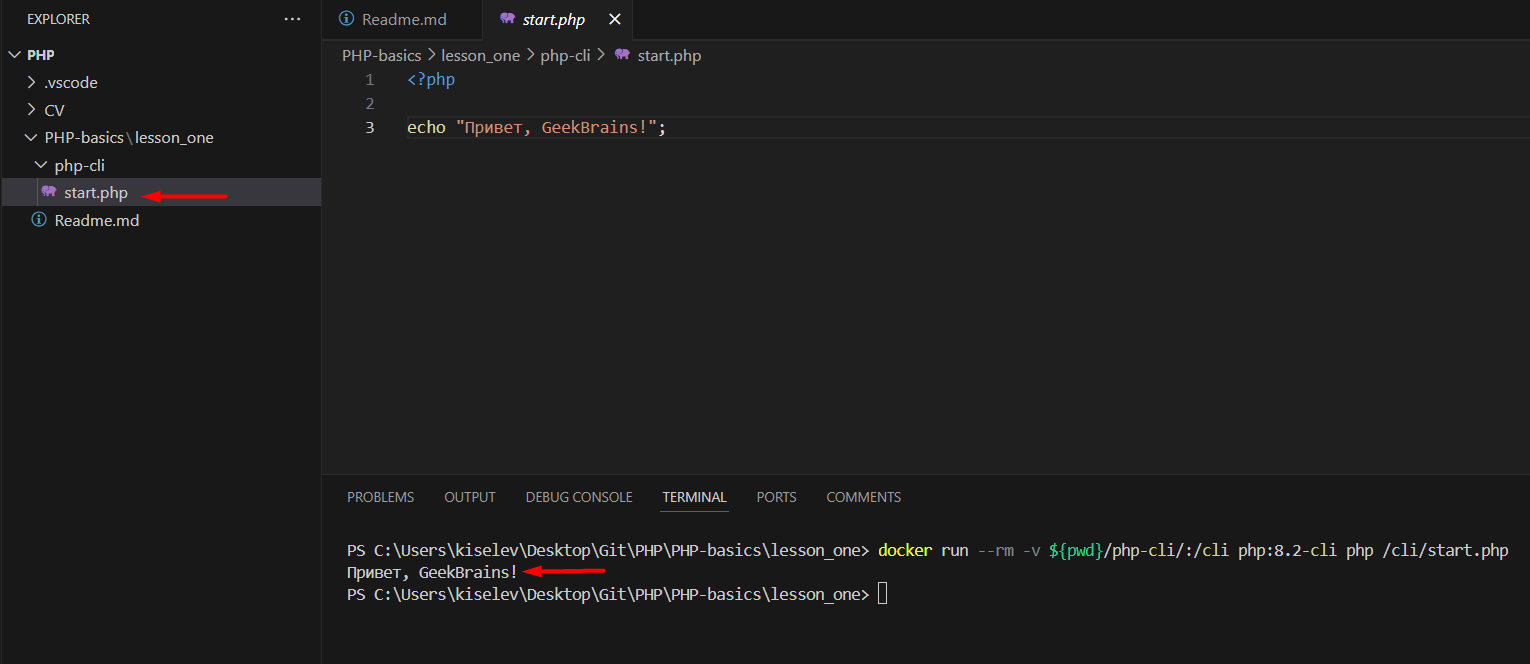 EXPLORER ...
PHP
.vscode
CV
PHP-basics\lesson_one
php-cli
start.php
Readme.md
Readme.md start.php
PHP-basics > lesson_one > php-cli > start.php
1 <?php
2
3 echo "Привет, GeekBrains!";
PROBLEMS OUTPUT DEBUG CONSOLE TERMINAL PORTS COMMENTS
PS C:\Users\kiselev\Desktop\Git\PHP\PHP-basics\lesson_one> docker run --rm -v ${pwd}/php-cli/:/cli php:8.2-cli php /cli/start.php
Привет, GeekBrains!
PS C:\Users\kiselev\Desktop\Git\PHP\PHP-basics\lesson_one>